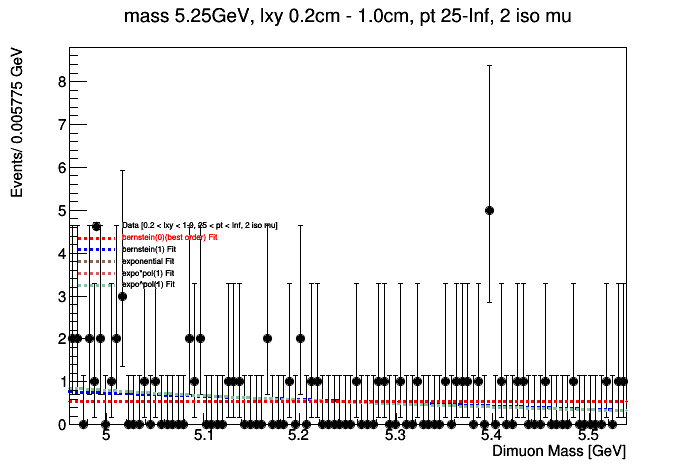 mass 5.25GeV, lxy 0.2cm - 1.0cm, pt 25-Inf, 2 iso mu
Events/ 0.005775 GeV
8
7
6
5
4
3
2
1
0
Data [0.2 < lxy < 1.0, 25 < pt < Inf, 2 iso mu]
bernstein(0)(best order) Fit
bernstein(1) Fit
exponential Fit
expo*pol(1) Fit
expo*pol(1) Fit
5 5.1 5.2 5.3 5.4 5.5
Dimuon Mass [GeV]